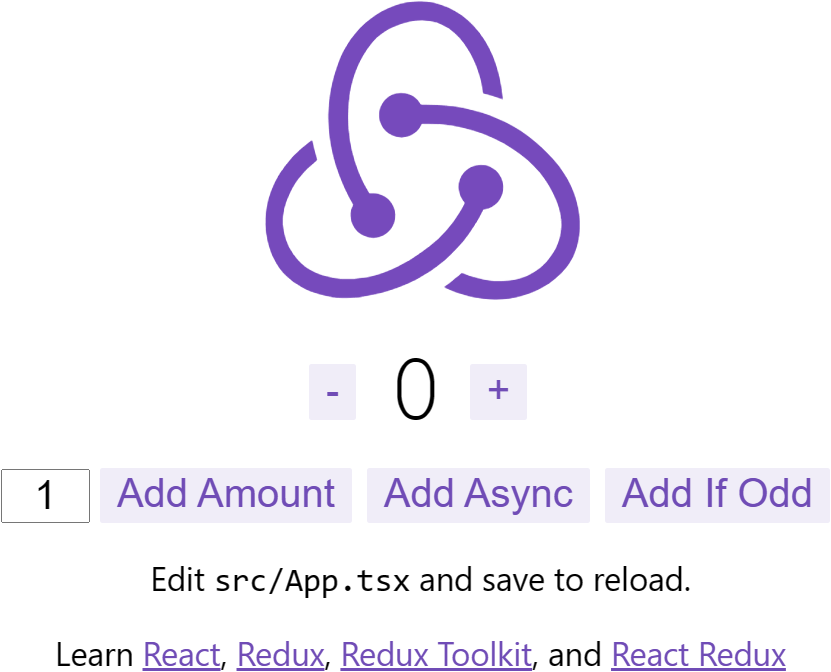 - 0 +
1 Add Amount Add Async Add If Odd
Edit src/App.tsx and save to reload.
Learn React, Redux, Redux Toolkit, and React Redux